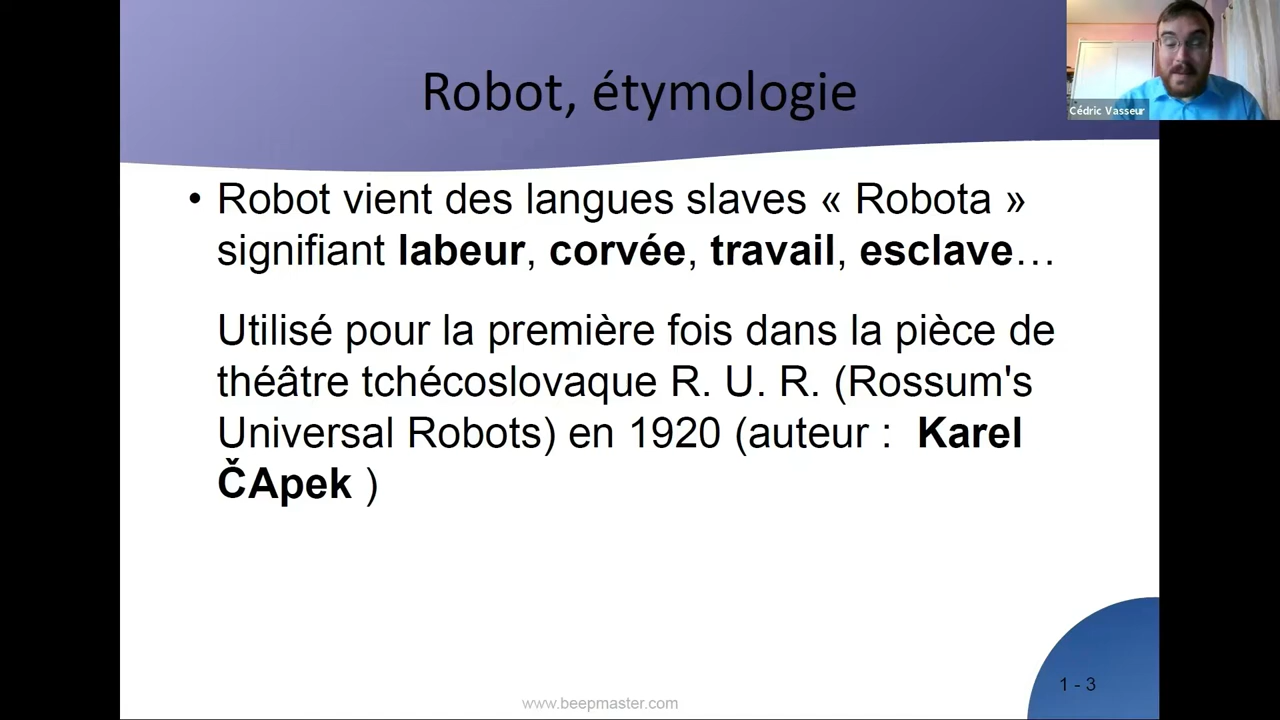 Robot, étymologie
Cédric Vasseur
• Robot vient des langues slaves « Robota »
signifiant labeur, corvée, travail, esclave…
Utilisé pour la première fois dans la pièce de
théâtre tchécoslovaque R. U. R. (Rossum's
Universal Robots) en 1920 (auteur :  Karel
ČApek )
1 - 3
www.beepmaster.com